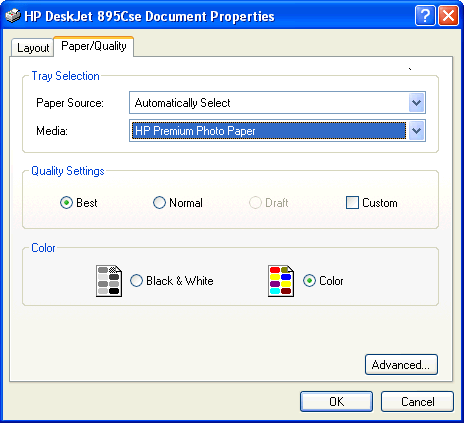 HP DeskJet 895Cse Document Properties
Layout
Paper/Quality
Tray Selection
Paper Source: Automatically Select
Media: HP Premium Photo Paper
Quality Settings
Best Normal Draft Custom
Color
Black & White Color
Advanced...
OK Cancel